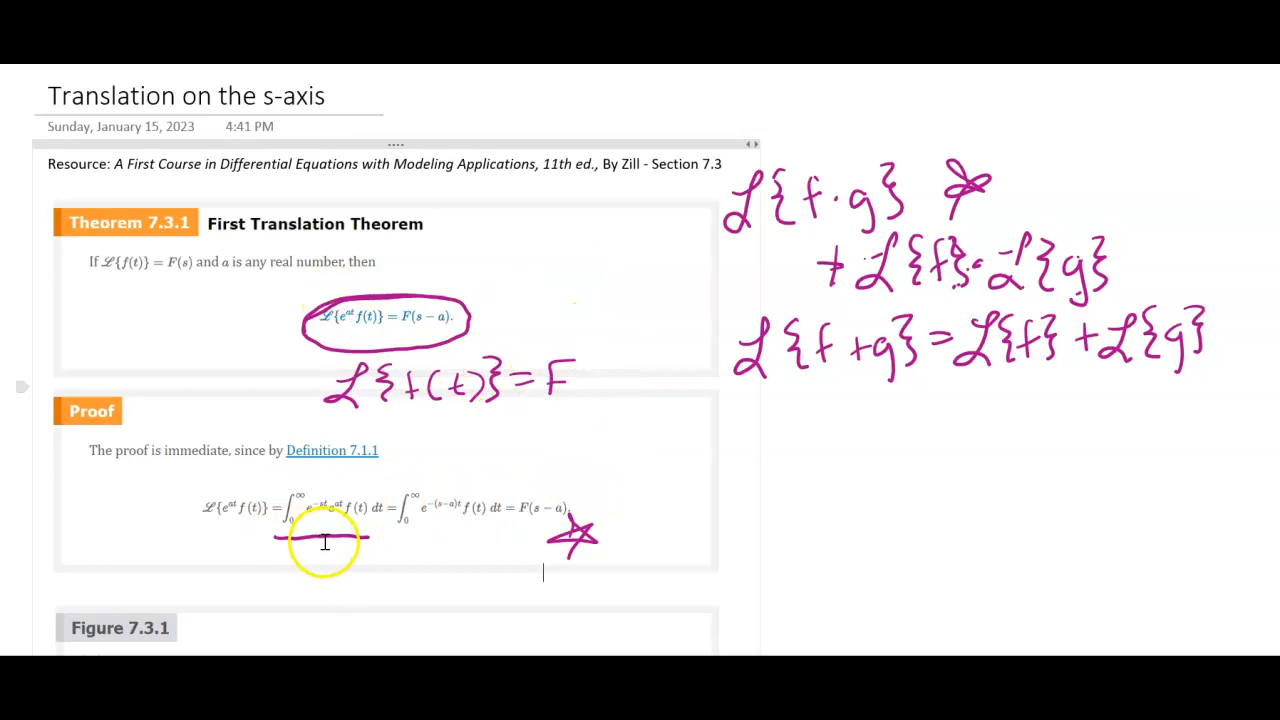 Translation on the s-axis
Sunday, January 15, 2023 4:41 PM
Resource: A First Course in Differential Equations with Modeling Applications, 11th ed., By Zill - Section 7.3
Theorem 7.3.1 First Translation Theorem
If ℒ{f(t)} = F(s) and a is any real number, then
ℒ{e^{at} f(t)} = F(s − a).
ℒ{f(t)} = F
Proof
The proof is immediate, since by Definition 7.1.1
ℒ{e^{at} f(t)} = ∫_0^∞ e^{−st} e^{at} f(t) dt = ∫_0^∞ e^{−(s−a)t} f(t) dt = F(s − a).
Figure 7.3.1
ℒ{f · g}
≠ ℒ{f} · ℒ{g}
ℒ{f + g} = ℒ{f} + ℒ{g}